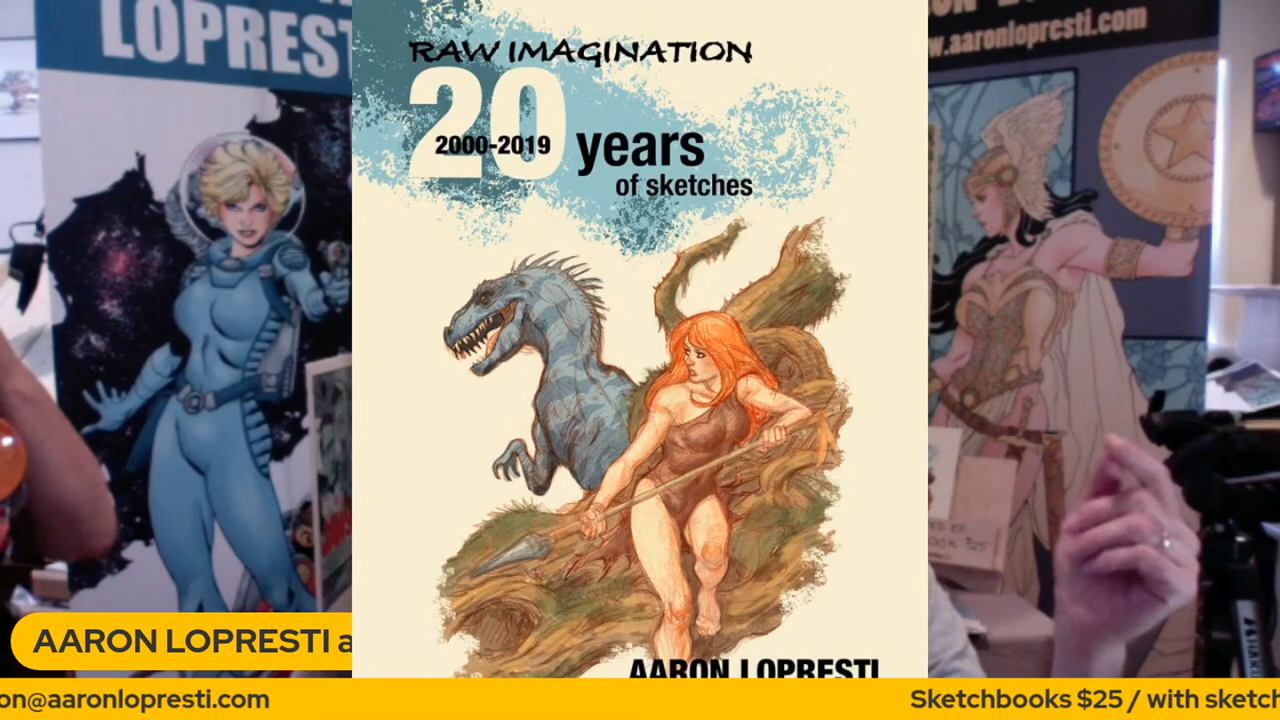 LOPREST
RAW IMAGINATION
20
2000-2019
years
of sketches
w.aaronlopresti.com
AARON LOPRESTI a
AARON LOPRESTI
on@aaronlopresti.com
Sketchbooks $25 / with sketch